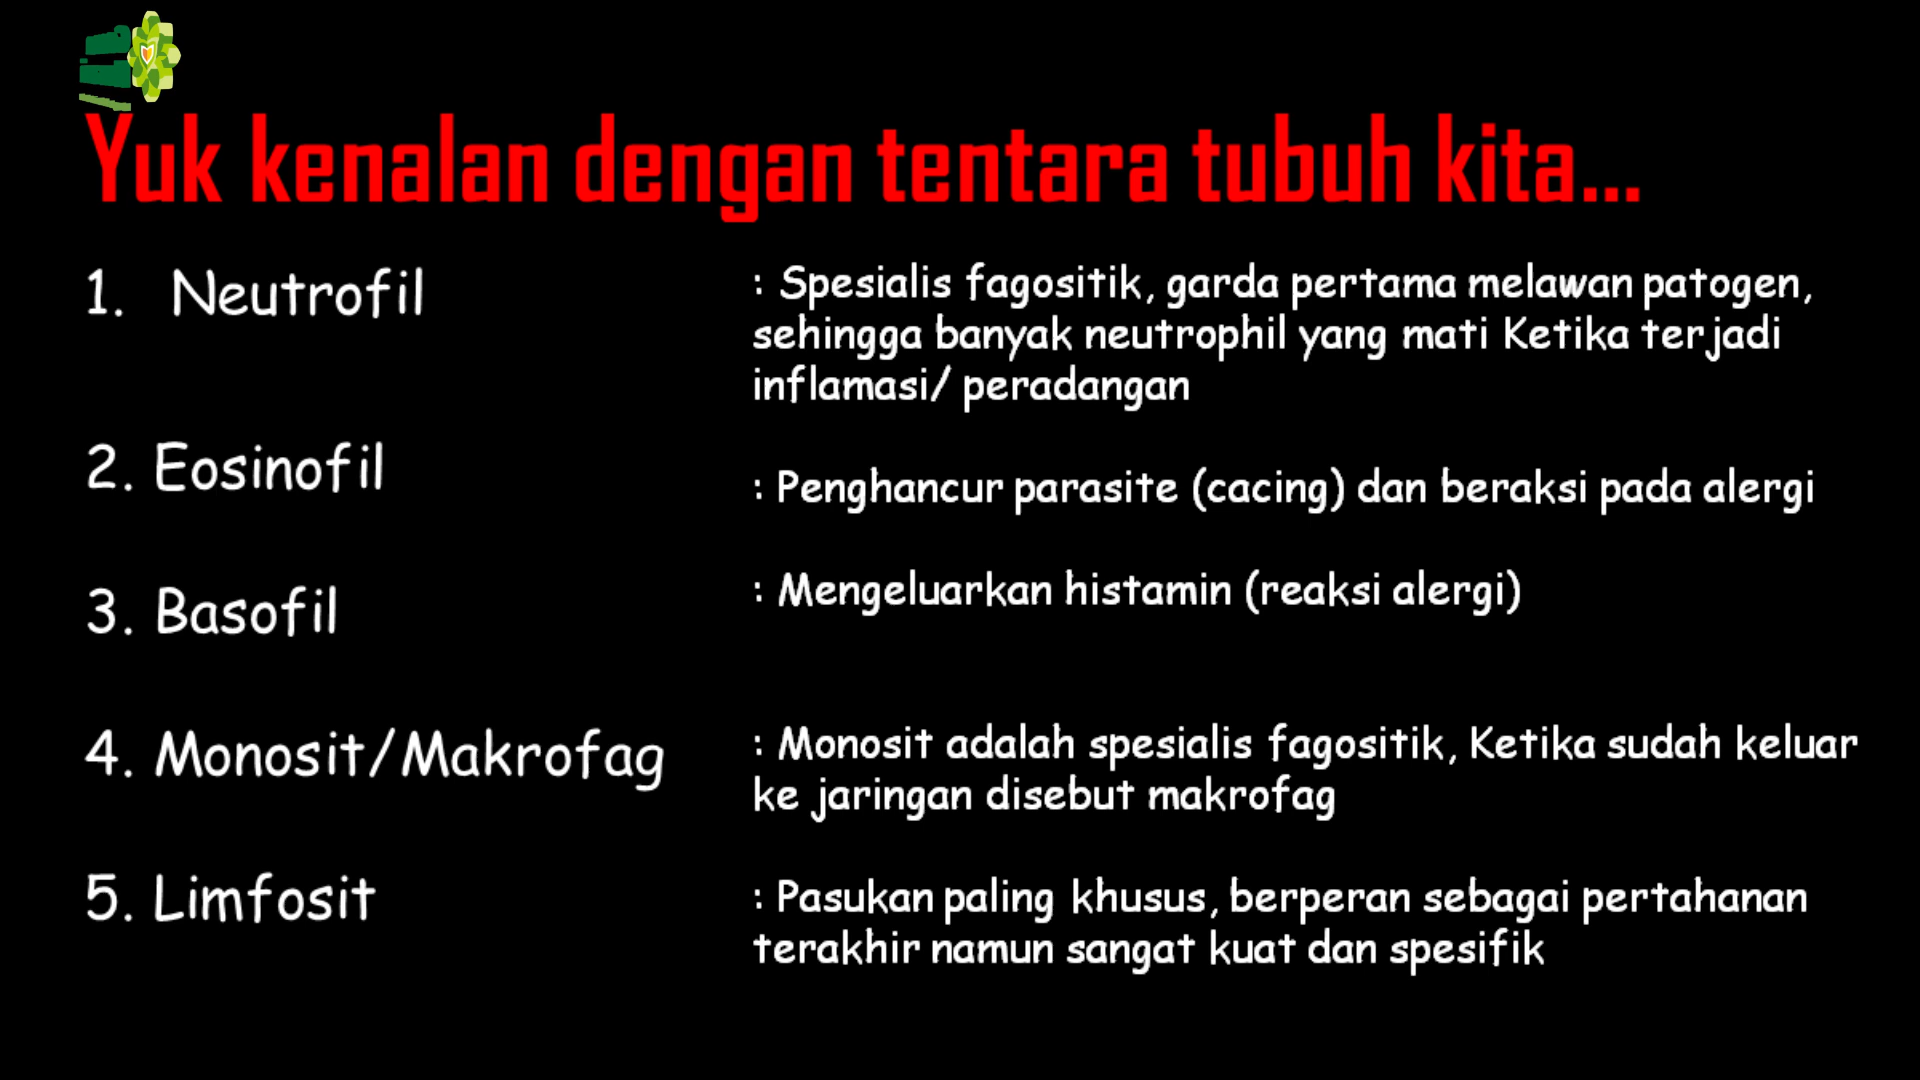 Yuk kenalan dengan tentara tubuh kita...
1. Neutrofil
: Spesialis fagositik, garda pertama melawan patogen,
sehingga banyak neutrophil yang mati Ketika terjadi
inflamasi/ peradangan
2. Eosinofil
: Penghancur parasite (cacing) dan beraksi pada alergi
3. Basofil
: Mengeluarkan histamin (reaksi alergi)
4. Monosit/Makrofag
: Monosit adalah spesialis fagositik, Ketika sudah keluar
ke jaringan disebut makrofag
5. Limfosit
: Pasukan paling khusus, berperan sebagai pertahanan
terakhir namun sangat kuat dan spesifik